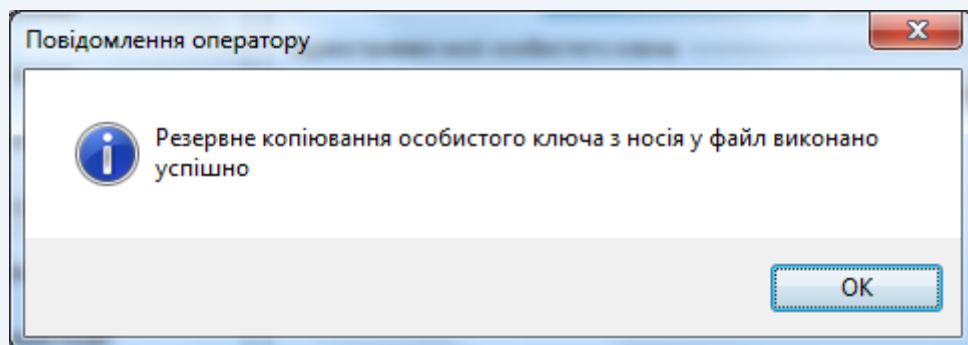 Повідомлення оператору
Резервне копіювання особистого ключа з носія у файл виконано
успішно
OK